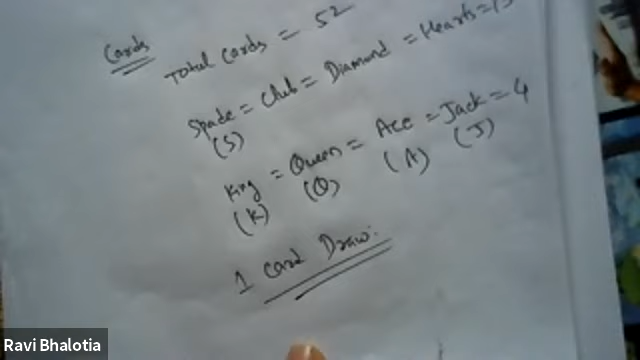 Cards
Total Cards = 52
Spade = Club = Diamond = Hearts = 13
(S)
King = Queen = Ace = Jack = 4
(K) (Q) (A) (J)
1 Card Draw:
Ravi Bhalotia